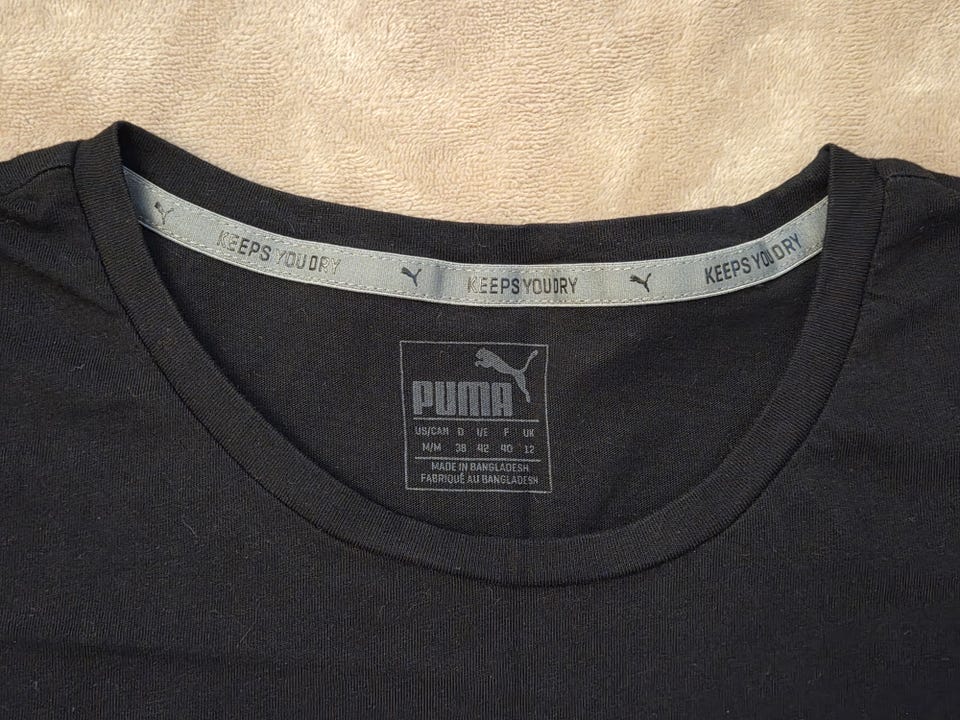 KEEPS YOU DRY KEEPS YOU DRY KEEPS YOU DRY
PUMA
US/CAN D I/E F UK
M/M 38 42 40 12
MADE IN BANGLADESH
FABRIQUÉ AU BANGLADESH